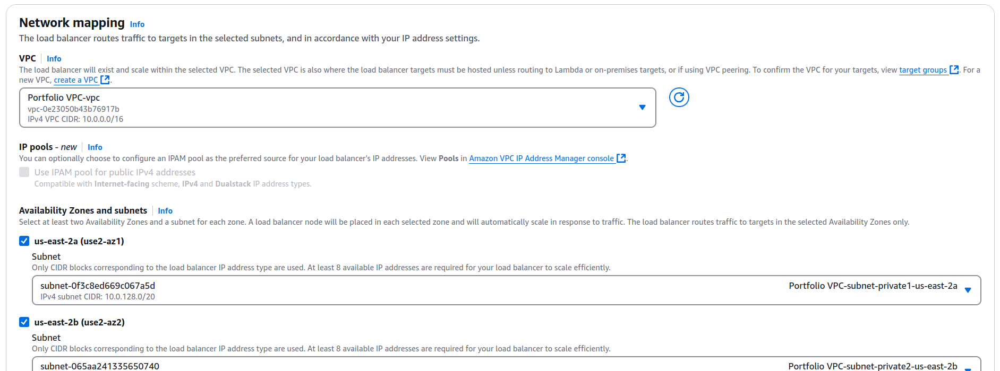 Network mapping Info
The load balancer routes traffic to targets in the selected subnets, and in accordance with your IP address settings.
VPC Info
The load balancer will exist and scale within the selected VPC. The selected VPC is also where the load balancer targets must be hosted unless routing to Lambda or on-premises targets, or if using VPC peering. To confirm the VPC for your targets, view target groups. For a
new VPC, create a VPC.
Portfolio VPC-vpc
vpc-0e23050b43b76917b
IPv4 VPC CIDR: 10.0.0.0/16
IP pools - new Info
You can optionally choose to configure an IPAM pool as the preferred source for your load balancer's IP addresses. View Pools in Amazon VPC IP Address Manager console.
Use IPAM pool for public IPv4 addresses
Compatible with Internet-facing scheme, IPv4 and Dualstack IP address types.
Availability Zones and subnets Info
Select at least two Availability Zones and a subnet for each zone. A load balancer node will be placed in each selected zone and will automatically scale in response to traffic. The load balancer routes traffic to targets in the selected Availability Zones only.
us-east-2a (use2-az1)
Subnet
Only CIDR blocks corresponding to the load balancer IP address type are used. At least 8 available IP addresses are required for your load balancer to scale efficiently.
subnet-0f3c8ed669c067a5d Portfolio VPC-subnet-private1-us-east-2a
IPv4 subnet CIDR: 10.0.128.0/20
us-east-2b (use2-az2)
Subnet
Only CIDR blocks corresponding to the load balancer IP address type are used. At least 8 available IP addresses are required for your load balancer to scale efficiently.
subnet-065aa241335650740 Portfolio VPC-subnet-private2-us-east-2b